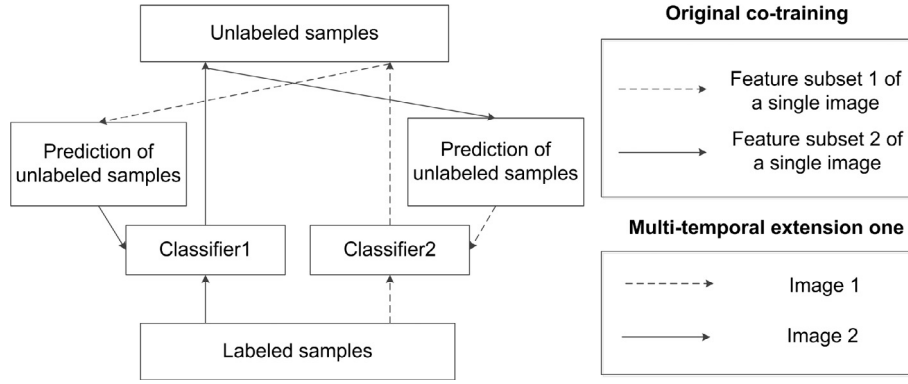 Unlabeled samples
Prediction of
unlabeled samples
Prediction of
unlabeled samples
Classifier1
Classifier2
Labeled samples
Original co-training
Feature subset 1 of
a single image
Feature subset 2 of
a single image
Multi-temporal extension one
Image 1
Image 2